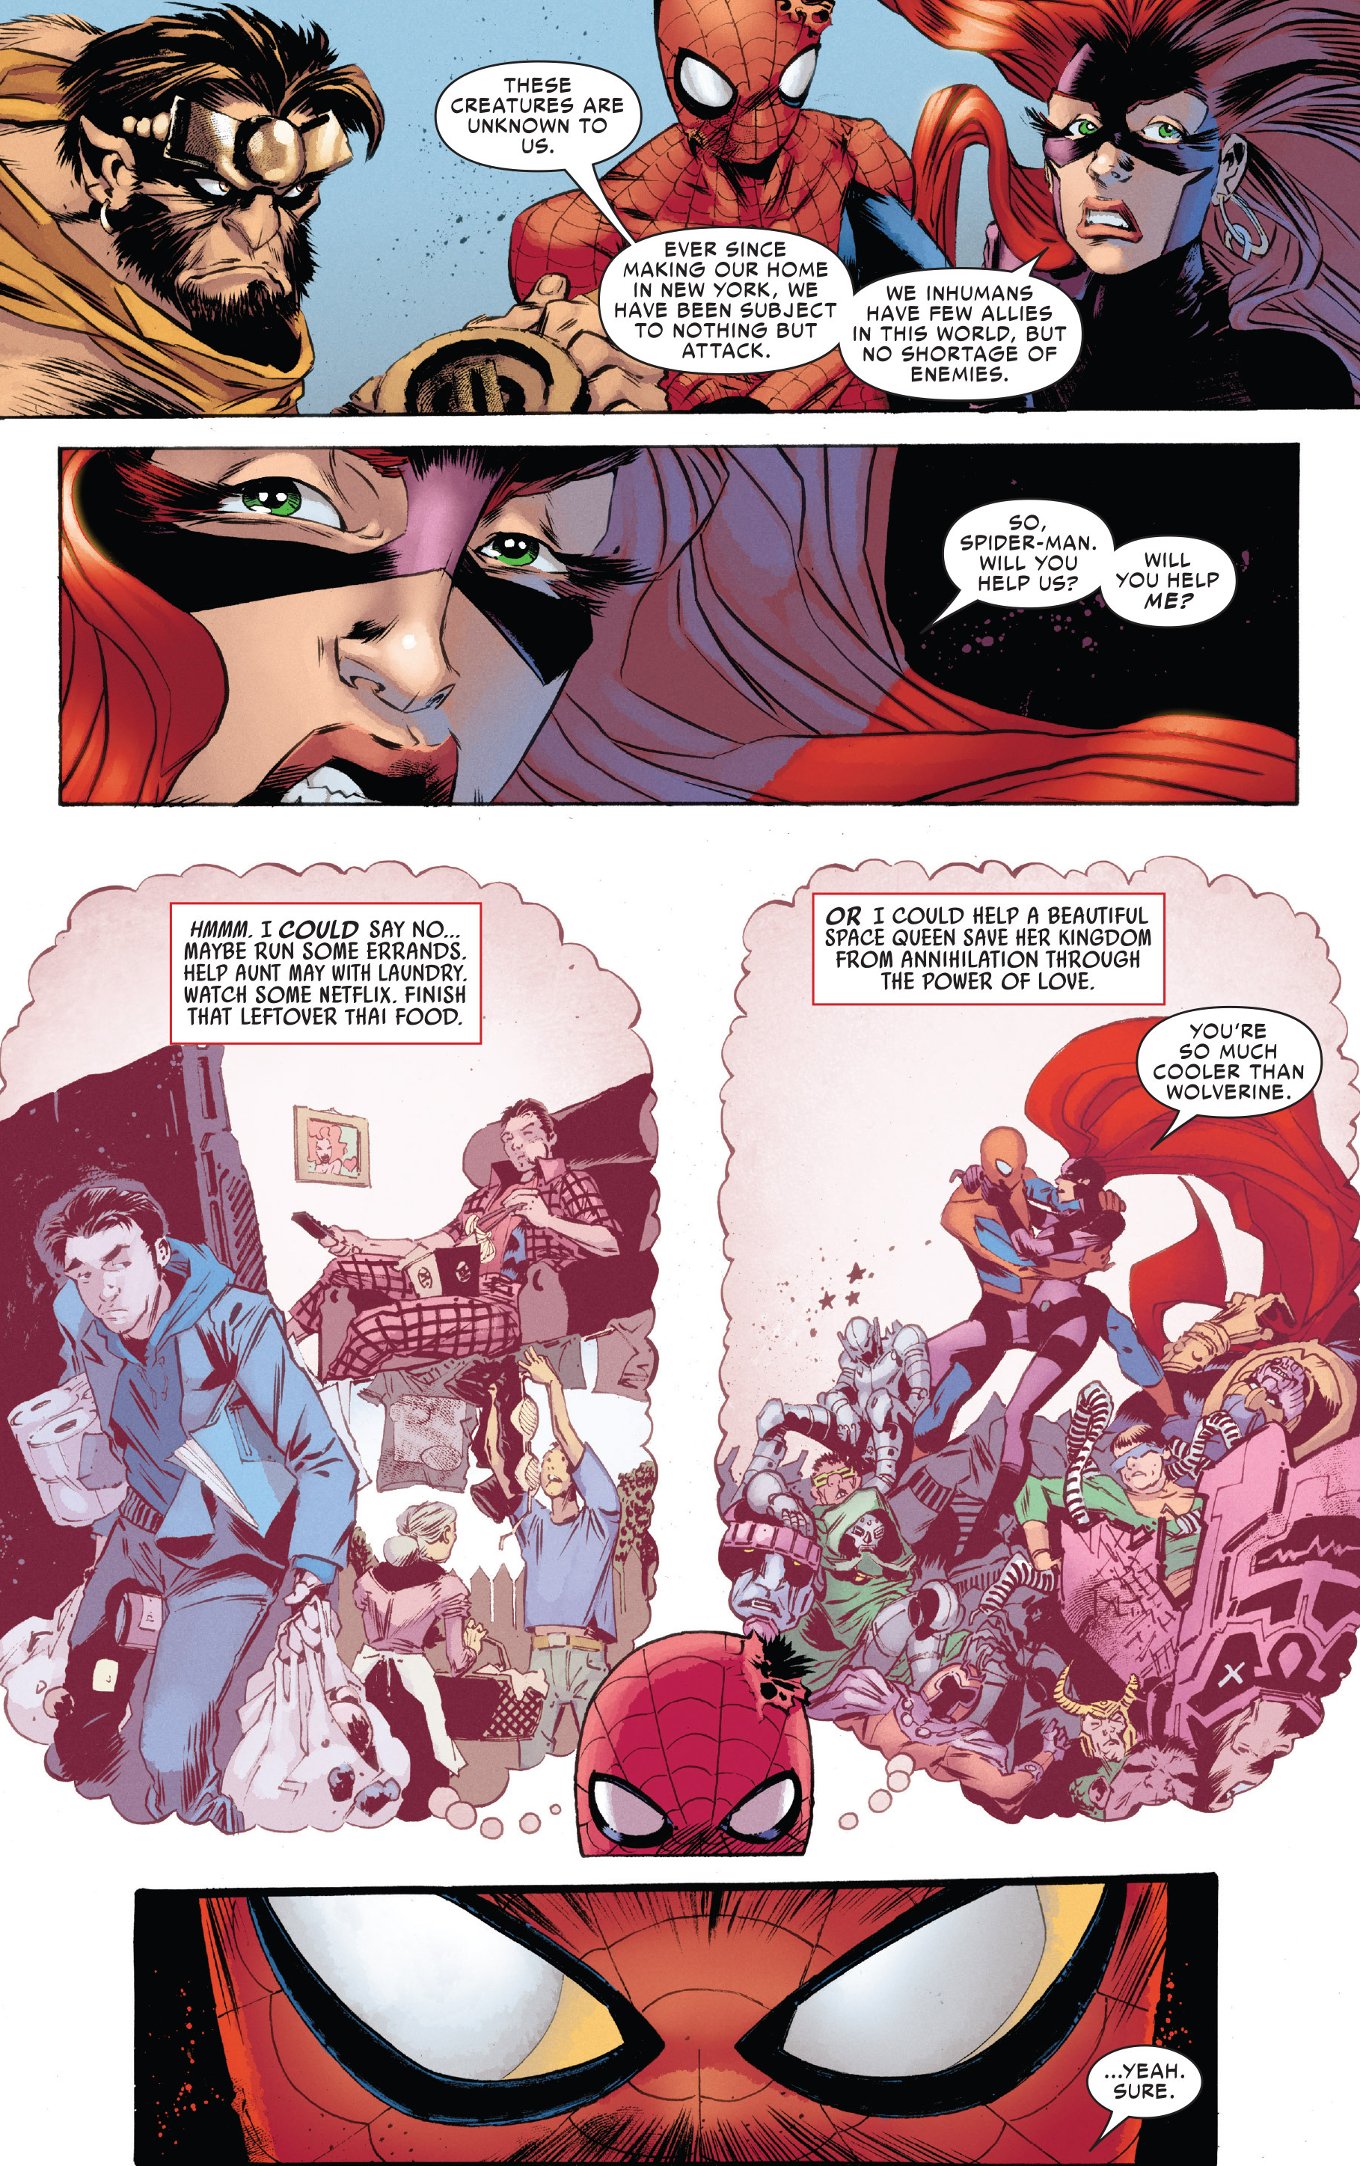 THESE
CREATURES ARE
UNKNOWN TO
US.
EVER SINCE
MAKING OUR HOME
IN NEW YORK, WE
HAVE BEEN SUBJECT
TO NOTHING BUT
ATTACK.
WE INHUMANS
HAVE FEW ALLIES
IN THIS WORLD, BUT
NO SHORTAGE OF
ENEMIES.
SO,
SPIDER-MAN.
WILL YOU
HELP US?
WILL
YOU HELP
ME?
HMMM. I COULD SAY NO...
MAYBE RUN SOME ERRANDS.
HELP AUNT MAY WITH LAUNDRY.
WATCH SOME NETFLIX. FINISH
THAT LEFTOVER THAI FOOD.
OR I COULD HELP A BEAUTIFUL
SPACE QUEEN SAVE HER KINGDOM
FROM ANNIHILATION THROUGH
THE POWER OF LOVE.
YOU'RE
SO MUCH
COOLER THAN
WOLVERINE.
...YEAH.
SURE.